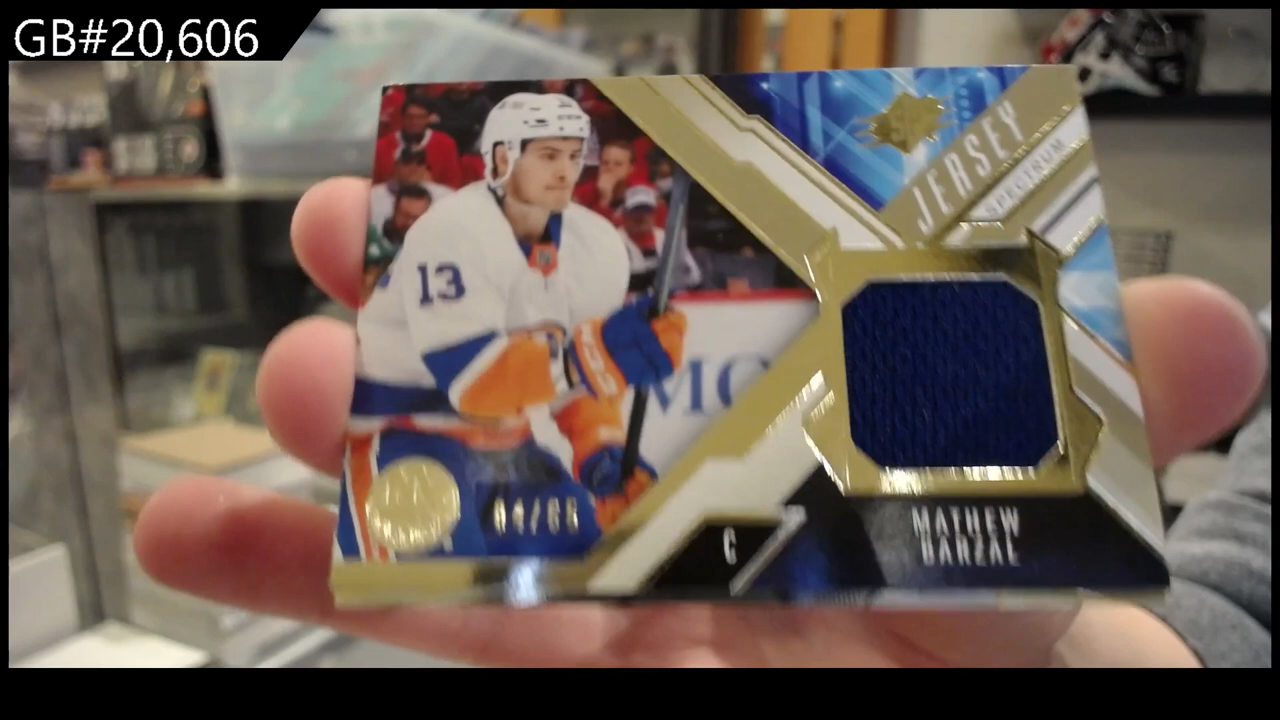 GB#20,606
SPX
JERSEY
SPECTRUM
13
C
MATHEW
BARZAL